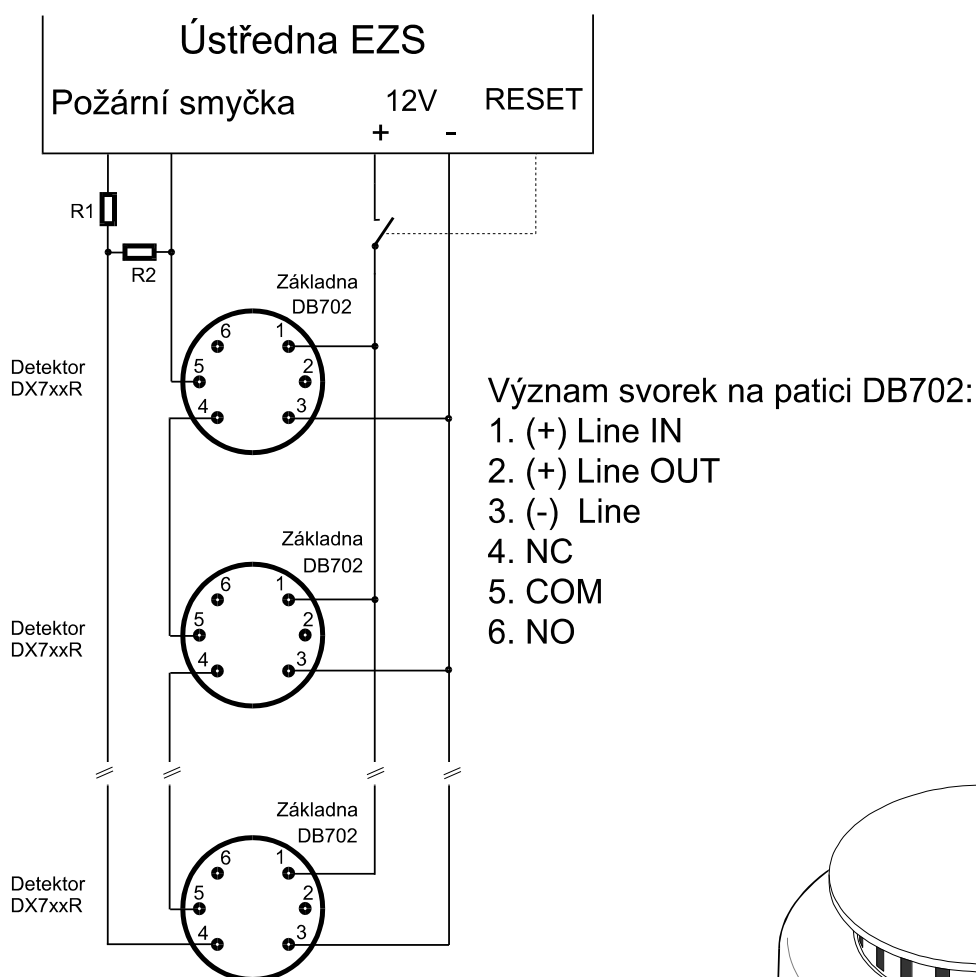 Ústředna EZS
Požární smyčka 12V RESET
+ -
R1
R2
Základna
DB702
6 1
Detektor
DX7xxR
5 2
4 3
Význam svorek na patici DB702:
1. (+) Line IN
2. (+) Line OUT
3. (-) Line
4. NC
5. COM
6. NO
Základna
DB702
6 1
Detektor
DX7xxR
5 2
4 3
Základna
DB702
6 1
Detektor
DX7xxR
5 2
4 3